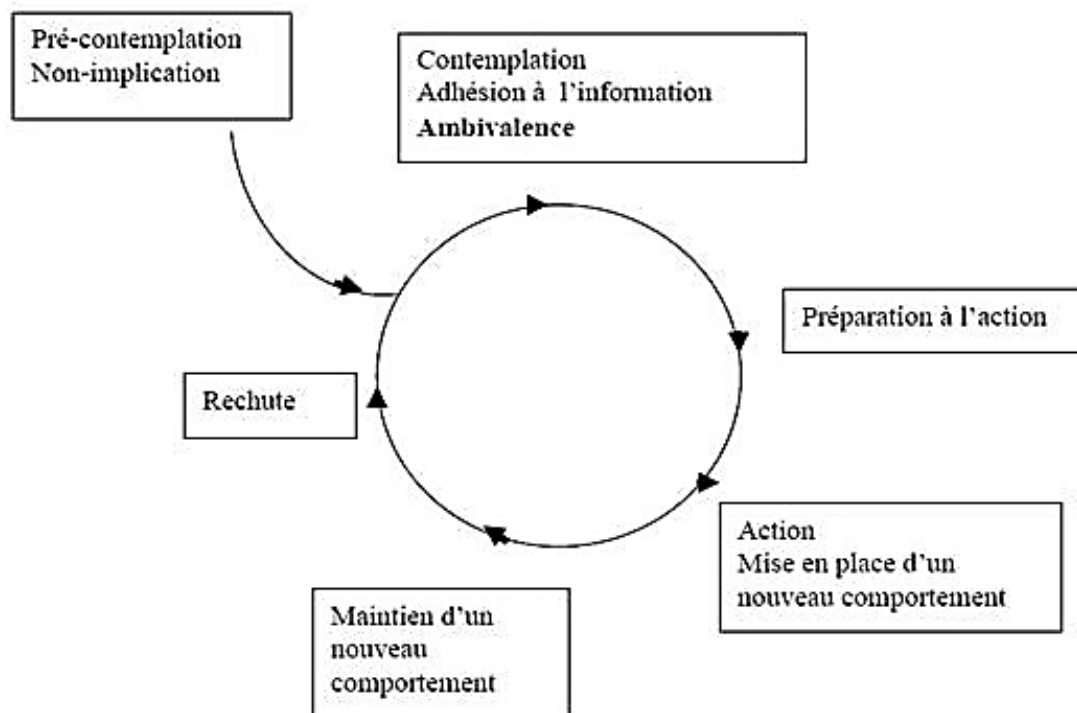 Pré-contemplation
Non-implication
Contemplation
Adhésion à l’information
Ambivalence
Préparation à l’action
Action
Mise en place d’un
nouveau comportement
Maintien d’un
nouveau
comportement
Rechute